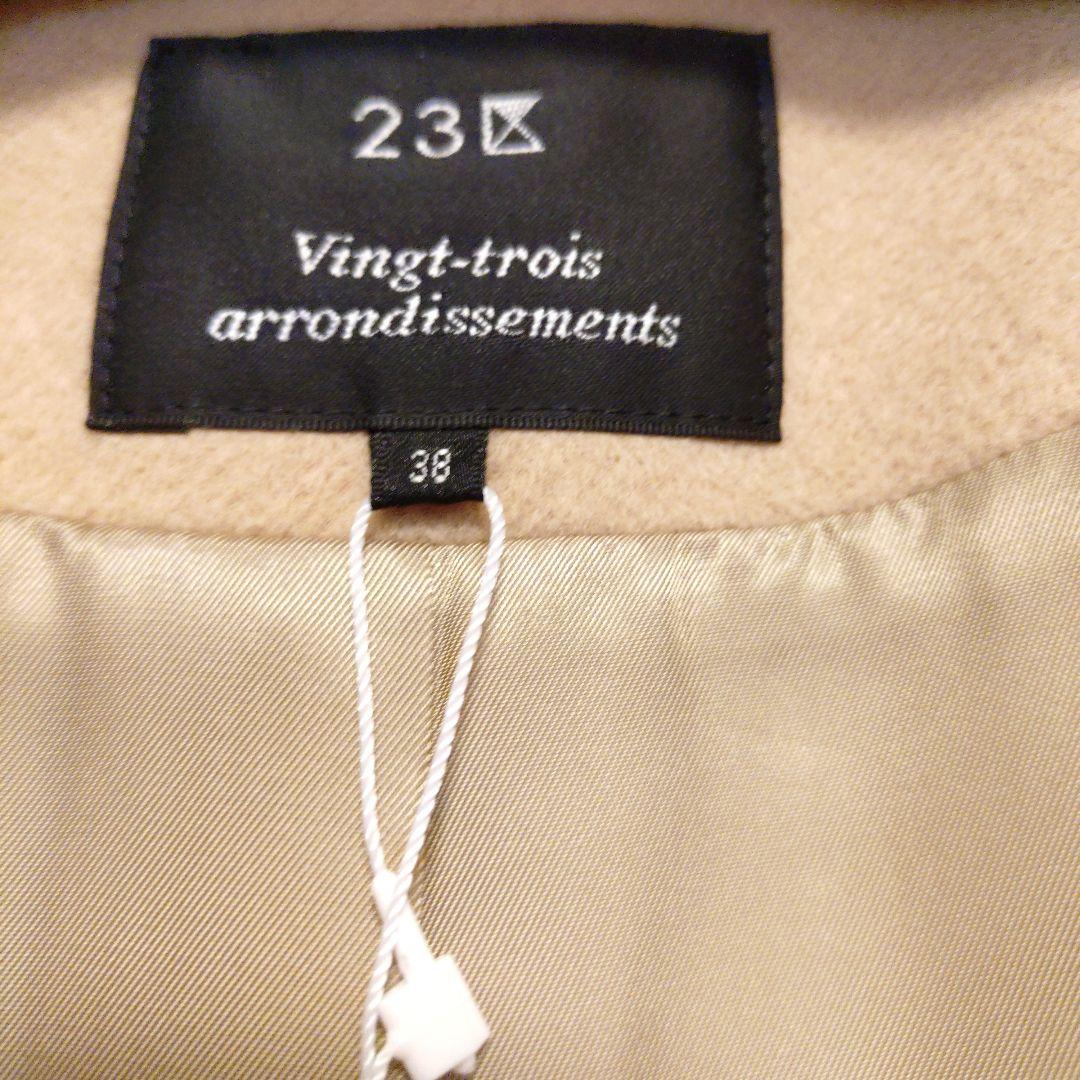 23区
Vingt-trois
arrondissements
38